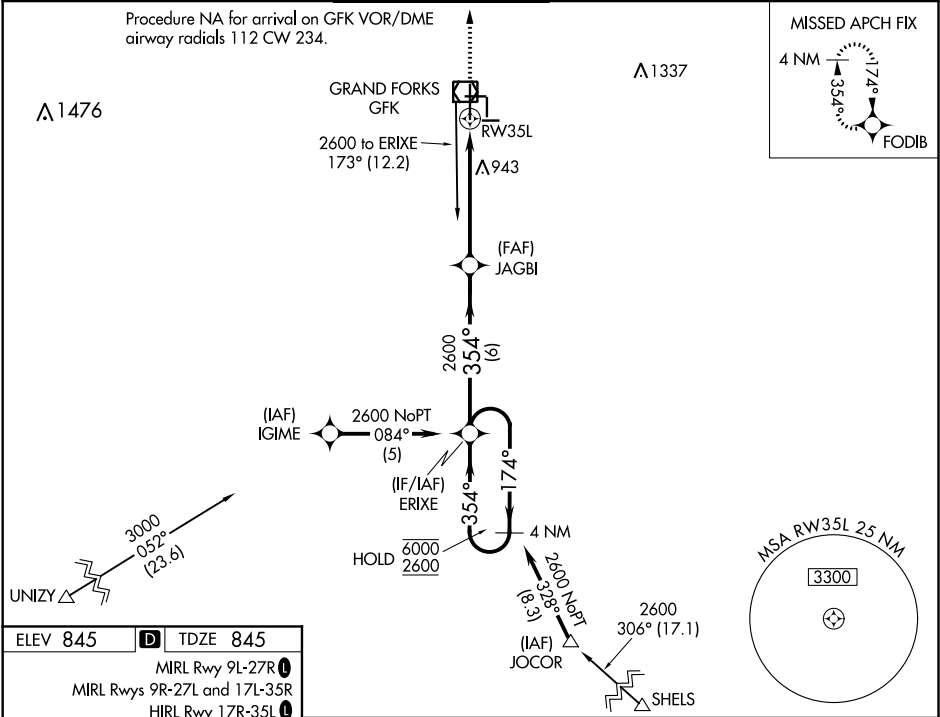 Procedure NA for arrival on GFK VOR/DME
airway radials 112 CW 234.
MISSED APCH FIX
4 NM
354°
174°
FODIB
1476
1337
GRAND FORKS
GFK
RW35L
2600 to ERIXE
173° (12.2)
943
(FAF)
JAGBI
2600
354°
(6)
(IAF)
IGIME
2600 NoPT
084°
(5)
(IF/IAF)
ERIXE
354°
174°
4 NM
HOLD 6000
2600
3000
052°
(23.6)
UNIZY
2600 NoPT
328°
(8.3)
(IAF)
JOCOR
2600
306° (17.1)
SHELS
MSA RW35L 25 NM
3300
ELEV 845 D TDZE 845
MIRL Rwy 9L-27R L
MIRL Rwys 9R-27L and 17L-35R
HIRL Rwy 17R-35L L